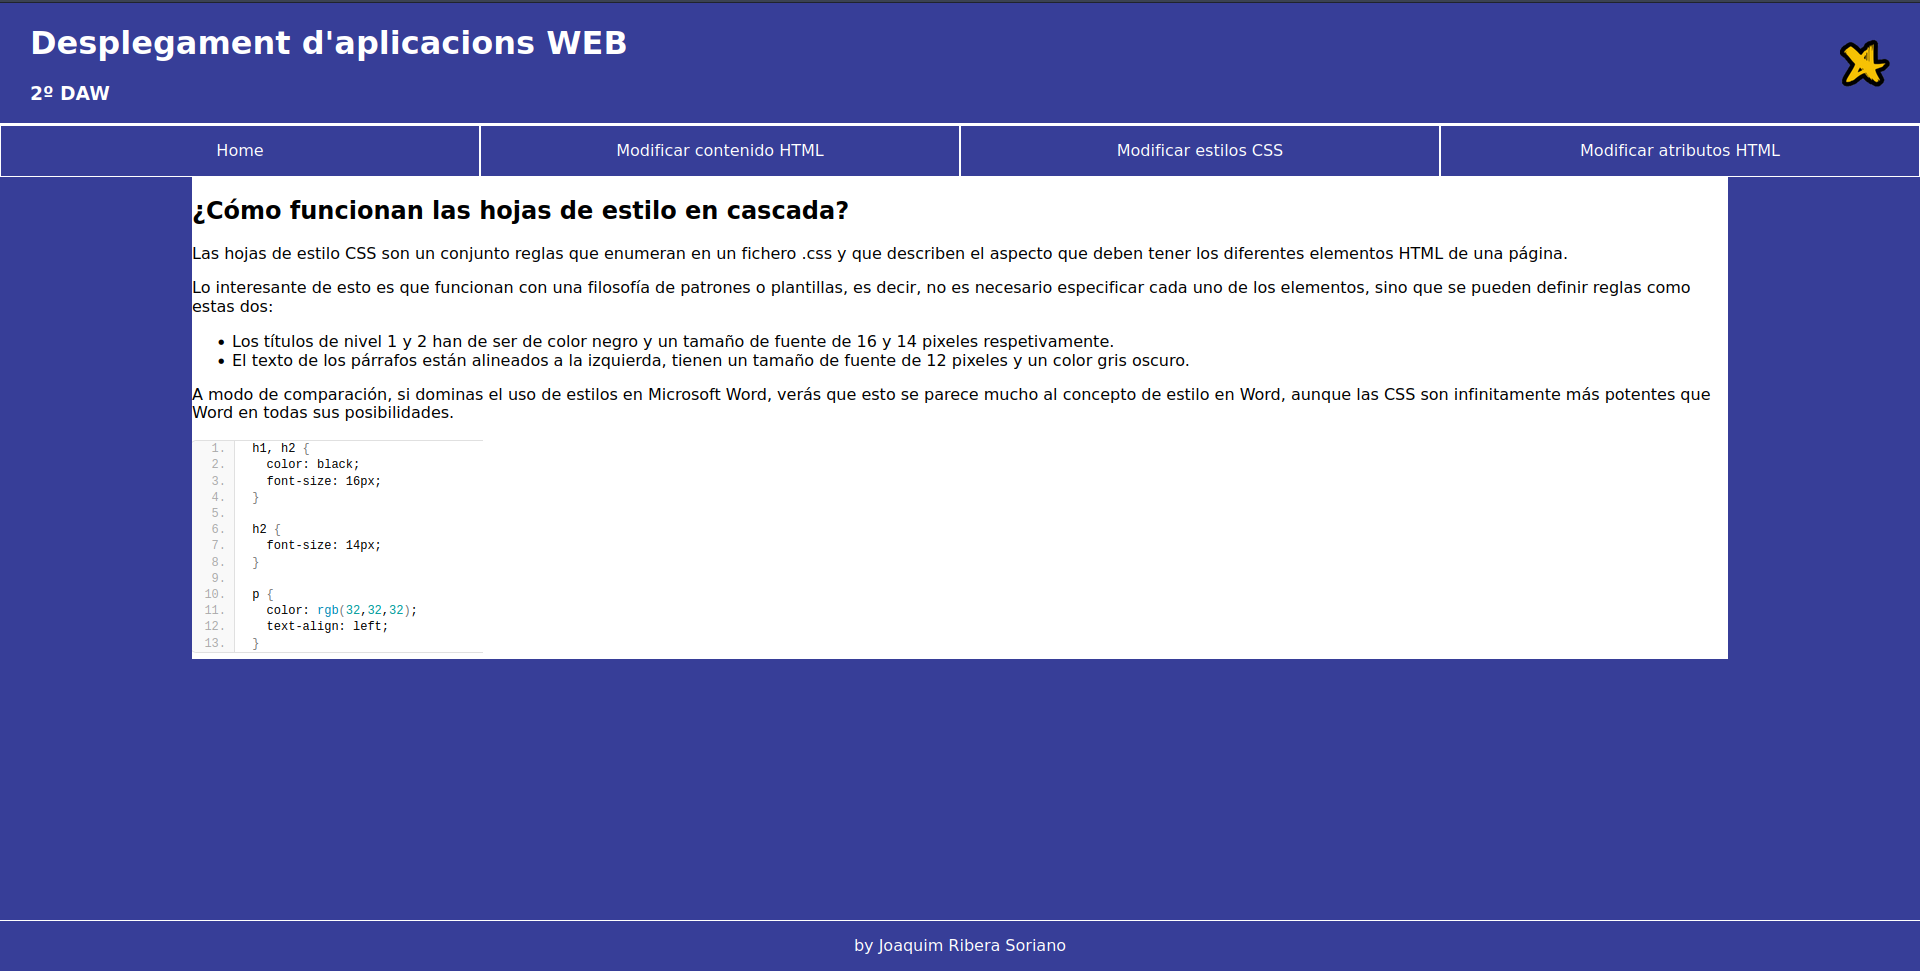 Desplegament d'aplicacions WEB
2º DAW
Home
Modificar contenido HTML
Modificar estilos CSS
Modificar atributos HTML
¿Cómo funcionan las hojas de estilo en cascada?
Las hojas de estilo CSS son un conjunto reglas que enumeran en un fichero .css y que describen el aspecto que deben tener los diferentes elementos HTML de una página.
Lo interesante de esto es que funcionan con una filosofía de patrones o plantillas, es decir, no es necesario especificar cada uno de los elementos, sino que se pueden definir reglas como
estas dos:
• Los títulos de nivel 1 y 2 han de ser de color negro y un tamaño de fuente de 16 y 14 pixeles respetivamente.
• El texto de los párrafos están alineados a la izquierda, tienen un tamaño de fuente de 12 pixeles y un color gris oscuro.
A modo de comparación, si dominas el uso de estilos en Microsoft Word, verás que esto se parece mucho al concepto de estilo en Word, aunque las CSS son infinitamente más potentes que
Word en todas sus posibilidades.
1. h1, h2 {
2. color: black;
3. font-size: 16px;
4. }
5.
6. h2 {
7. font-size: 14px;
8. }
9.
10. p {
11. color: rgb(32,32,32);
12. text-align: left;
13. }
by Joaquim Ribera Soriano